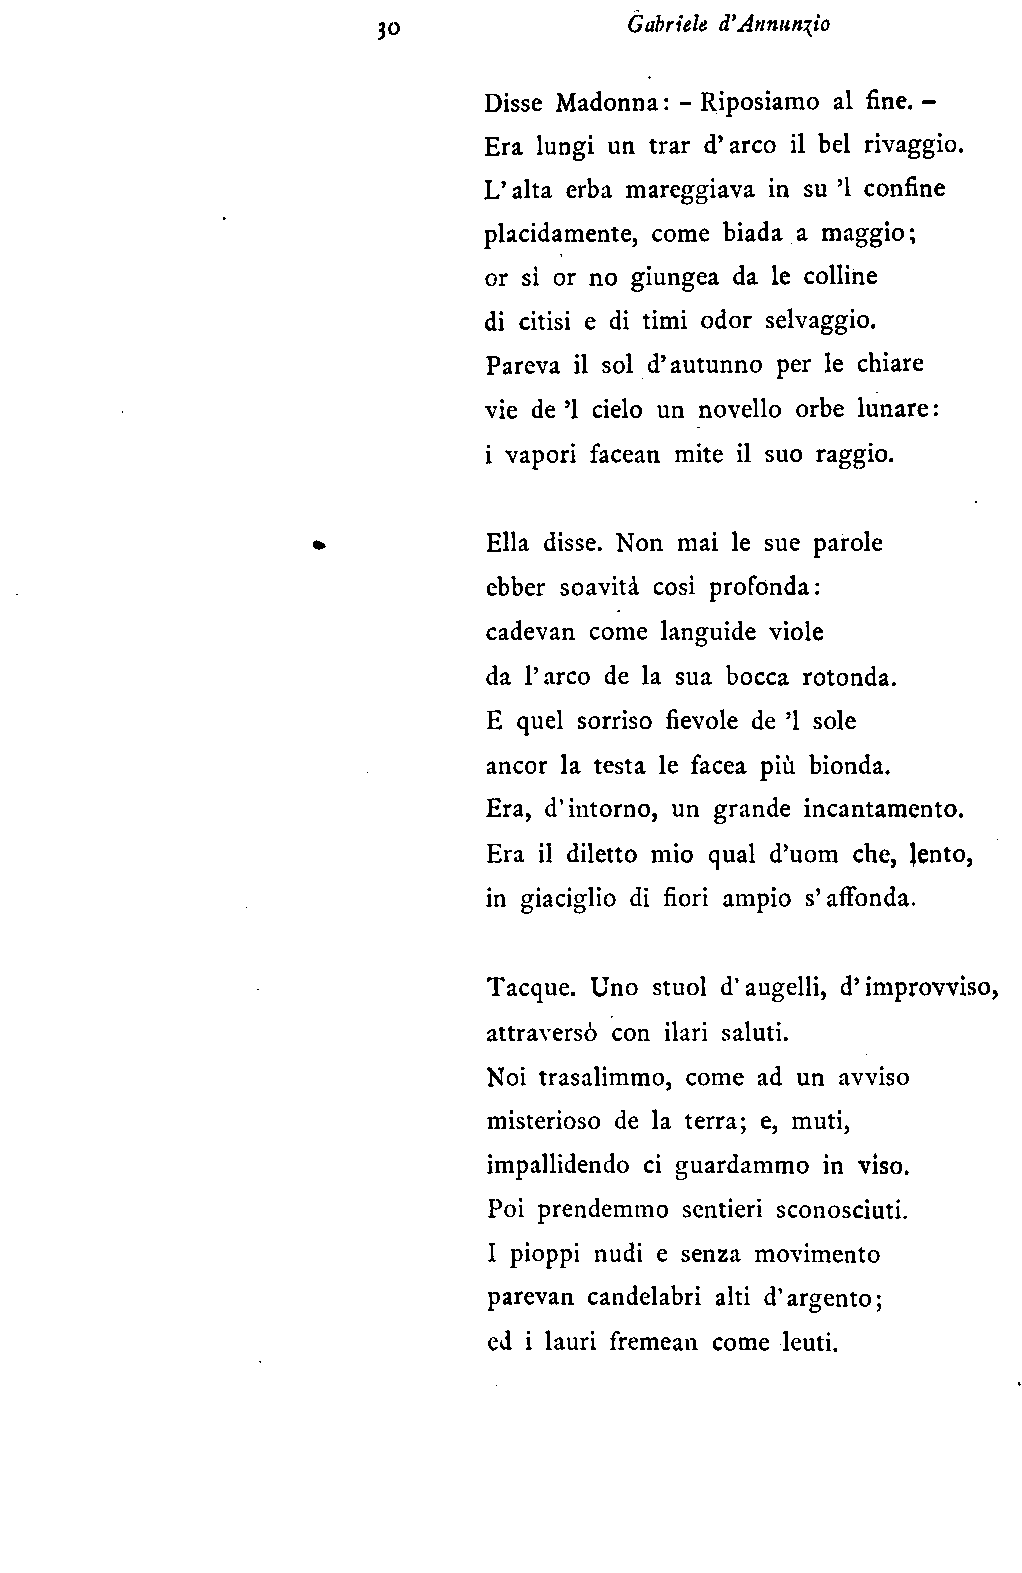 30 Gabriele d'Annunzio
Disse Madonna: – Riposiamo al fine. –
Era lungi un trar d'arco il bel rivaggio.
L'alta erba mareggiava in su 'l confine
placidamente, come biada a maggio;
or sì or no giungea da le colline
di citisi e di timi odor selvaggio.
Pareva il sol d'autunno per le chiare
vie de 'l cielo un novello orbe lunare:
i vapori facean mite il suo raggio.

Ella disse. Non mai le sue parole
ebber soavità così profonda:
cadevan come languide viole
da l'arco de la sua bocca rotonda.
E quel sorriso fievole de 'l sole
ancor la testa le facea più bionda.
Era, d'intorno, un grande incantamento.
Era il diletto mio qual d'uom che, lento,
in giaciglio di fiori ampio s'affonda.

Tacque. Uno stuol d'augelli, d'improvviso,
attraversò con ilari saluti.
Noi trasalimmo, come ad un avviso
misterioso de la terra; e, muti,
impallidendo ci guardammo in viso.
Poi prendemmo sentieri sconosciuti.
I pioppi nudi e senza movimento
parevan candelabri alti d'argento;
ed i lauri fremean come leuti.